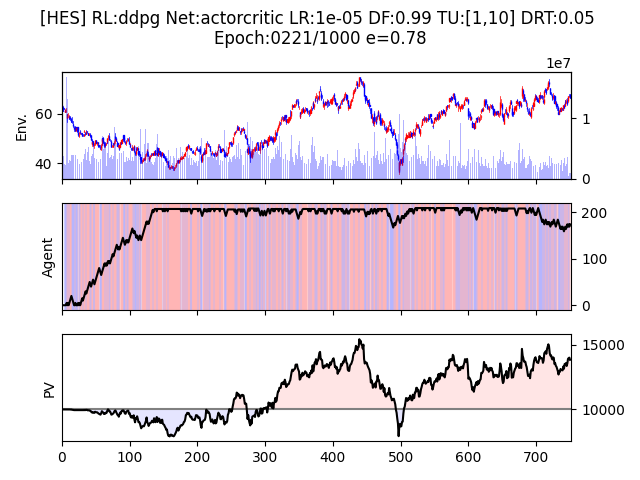 [HES] RL:ddpg Net:actorcritic LR:1e-05 DF:0.99 TU:[1,10] DRT:0.05
Epoch:0221/1000 e=0.78
1e7
Env.
60
40
1
0
Agent
200
100
0
PV
15000
10000
0 100 200 300 400 500 600 700